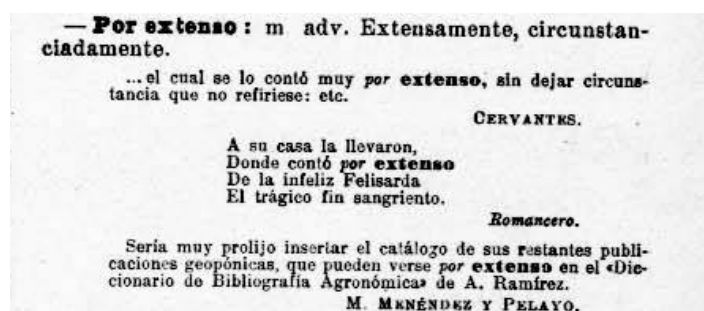 — Por extenso: m adv. Extensamente, circunstan-
ciadamente.
...el cual se lo contó muy por extenso, sin dejar circuns-
tancia que no refiriese: etc.
CERVANTES.
A su casa la llevaron,
Donde contó por extenso
De la infeliz Felisarda
El trágico fin sangriento.
Romancero.
Sería muy prolijo insertar el catálogo de sus restantes publi-
caciones geopónicas, que pueden verse por extenso en el «Dic-
cionario de Bibliografía Agronómica» de A. Ramírez.
M. MENÉNDEZ Y PELAYO.